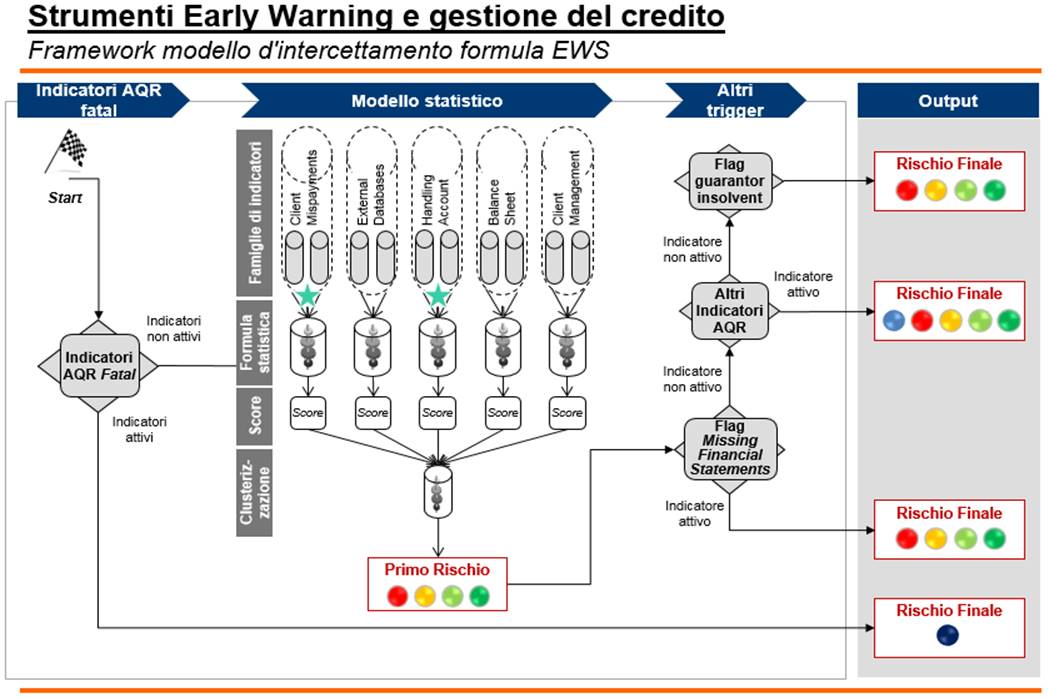 Strumenti Early Warning e gestione del credito
Framework modello d'intercettamento formula EWS
Indicatori AQR
fatal
Modello statistico
Altri
trigger
Output
Start
Indicatori
AQR Fatal
Indicatori
non attivi
Indicatori
attivi
Famiglie di indicatori
Client
Mispayments
External
Databases
Handling
Account
Balance
Sheet
Client
Management
Formula
statistica
Score
Score
Score
Score
Score
Score
Clusteriz-
zazione
Primo Rischio
Flag
guarantor
insolvent
Indicatore
non attivo
Altri
Indicatori
AQR
Indicatore
attivo
Indicatore
non attivo
Flag
Missing
Financial
Statements
Indicatore
attivo
Rischio Finale
Rischio Finale
Rischio Finale
Rischio Finale